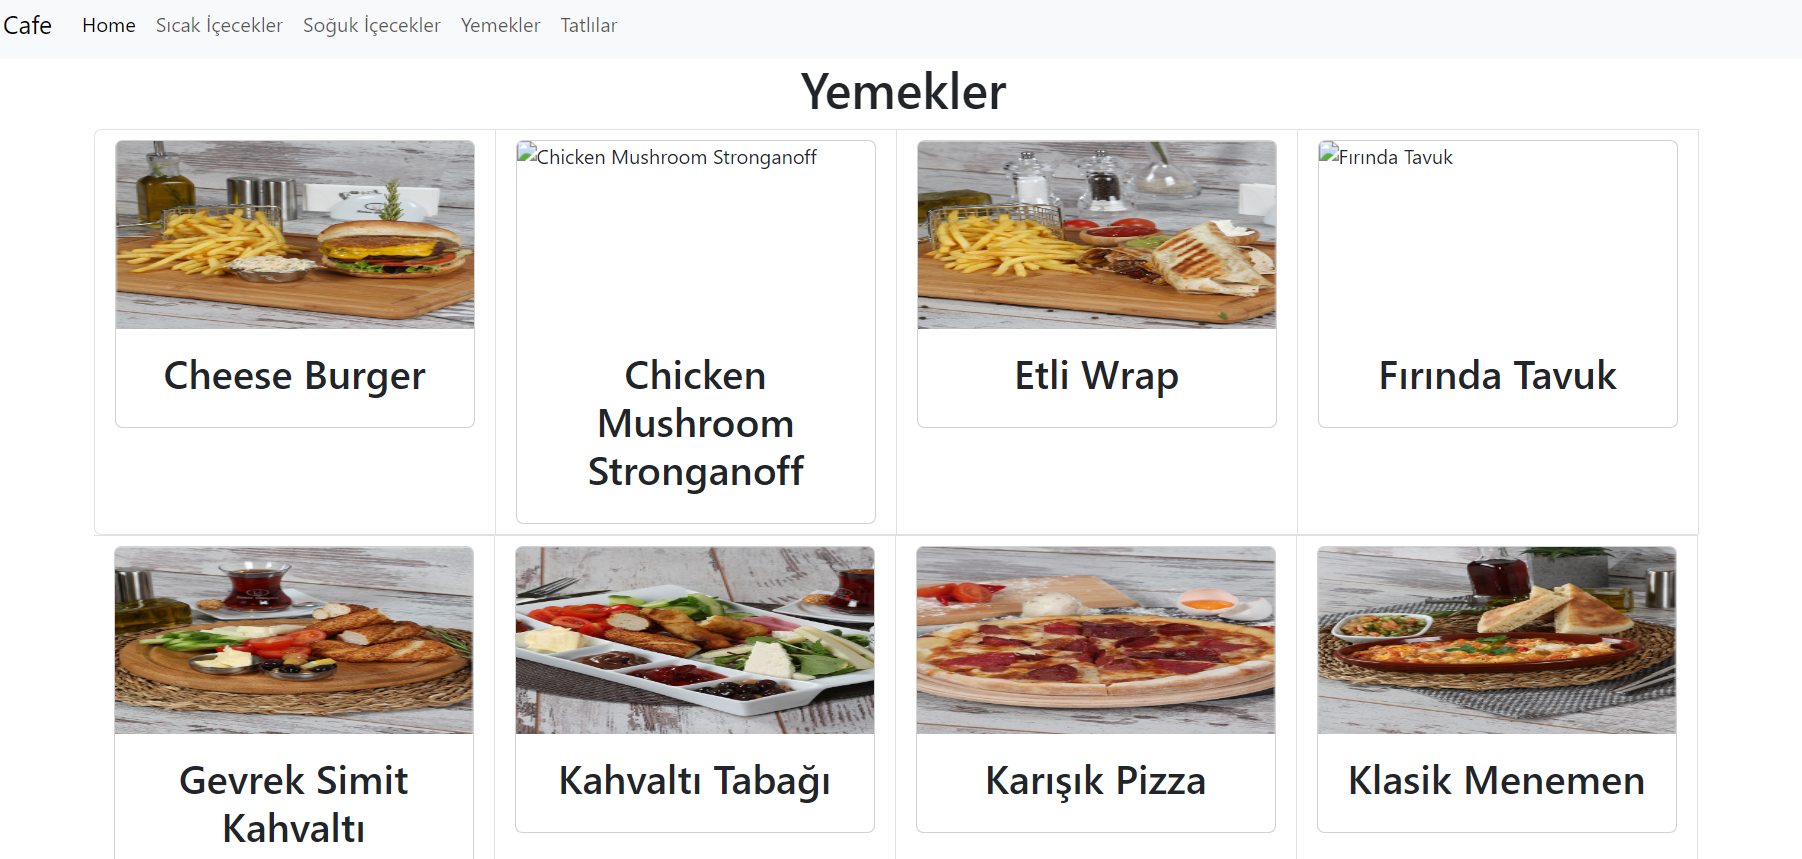 Cafe Home Sıcak İçecekler Soğuk İçecekler Yemekler Tatlılar
Yemekler
Chicken Mushroom Stronganoff
Fırında Tavuk
Cheese Burger
Chicken
Mushroom
Stronganoff
Etli Wrap
Fırında Tavuk
Gevrek Simit
Kahvaltı
Kahvaltı Tabağı
Karışık Pizza
Klasik Menemen